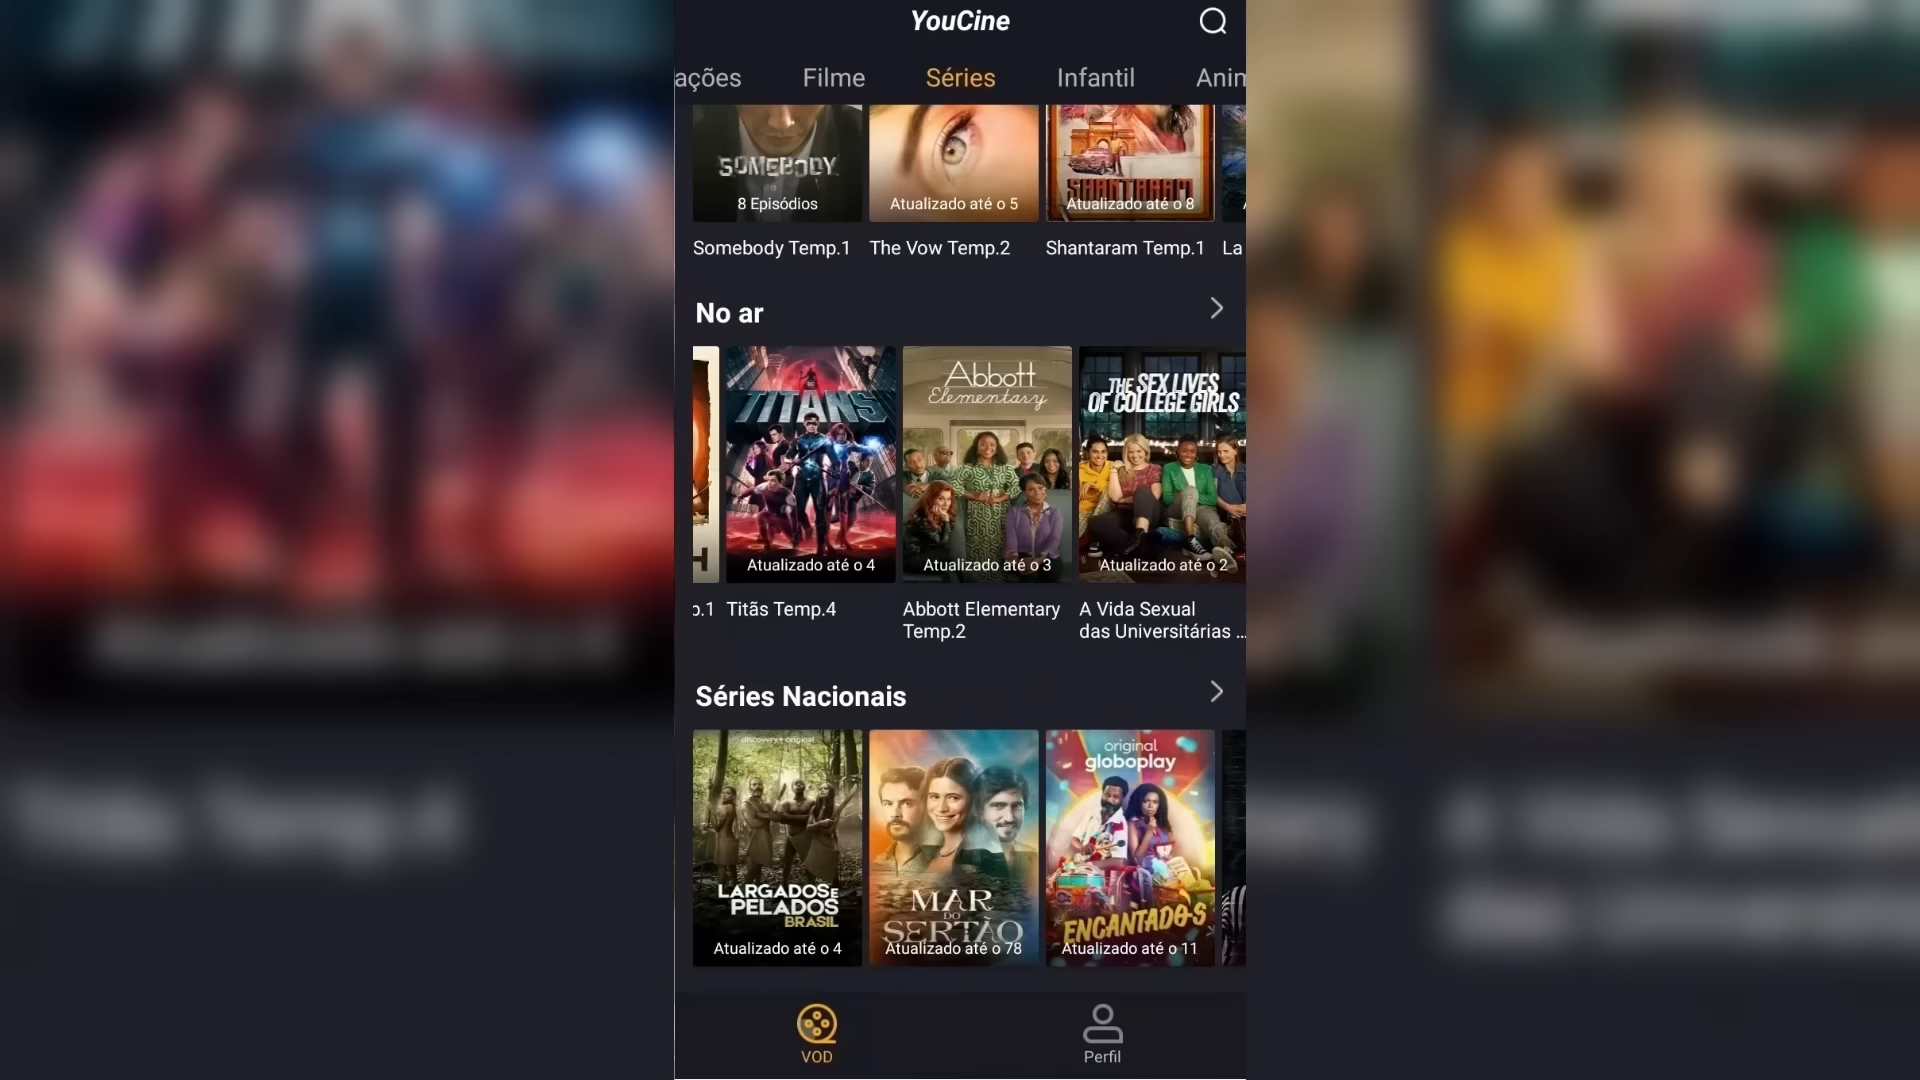 YouCine
ações Filme Séries Infantil Anim
SOMEBODY
SHANTARAM
8 Episódios Atualizado até o 5 Atualizado até o 8
Somebody Temp.1 The Vow Temp.2 Shantaram Temp.1 La
No ar
TITANS
Abbott
Elementary
THE SEX LIVES
OF COLLEGE GIRLS
Atualizado até o 4 Atualizado até o 3 Atualizado até o 2
o.1 Titãs Temp.4 Abbott Elementary A Vida Sexual
Temp.2 das Universitárias ...
Séries Nacionais
discovery+ original
LARGADOS E
PELADOS
BRASIL
MAR
DO
SERTÃO
original
globoplay
ENCANTADO'S
Atualizado até o 4 Atualizado até o 78 Atualizado até o 11
VOD Perfil